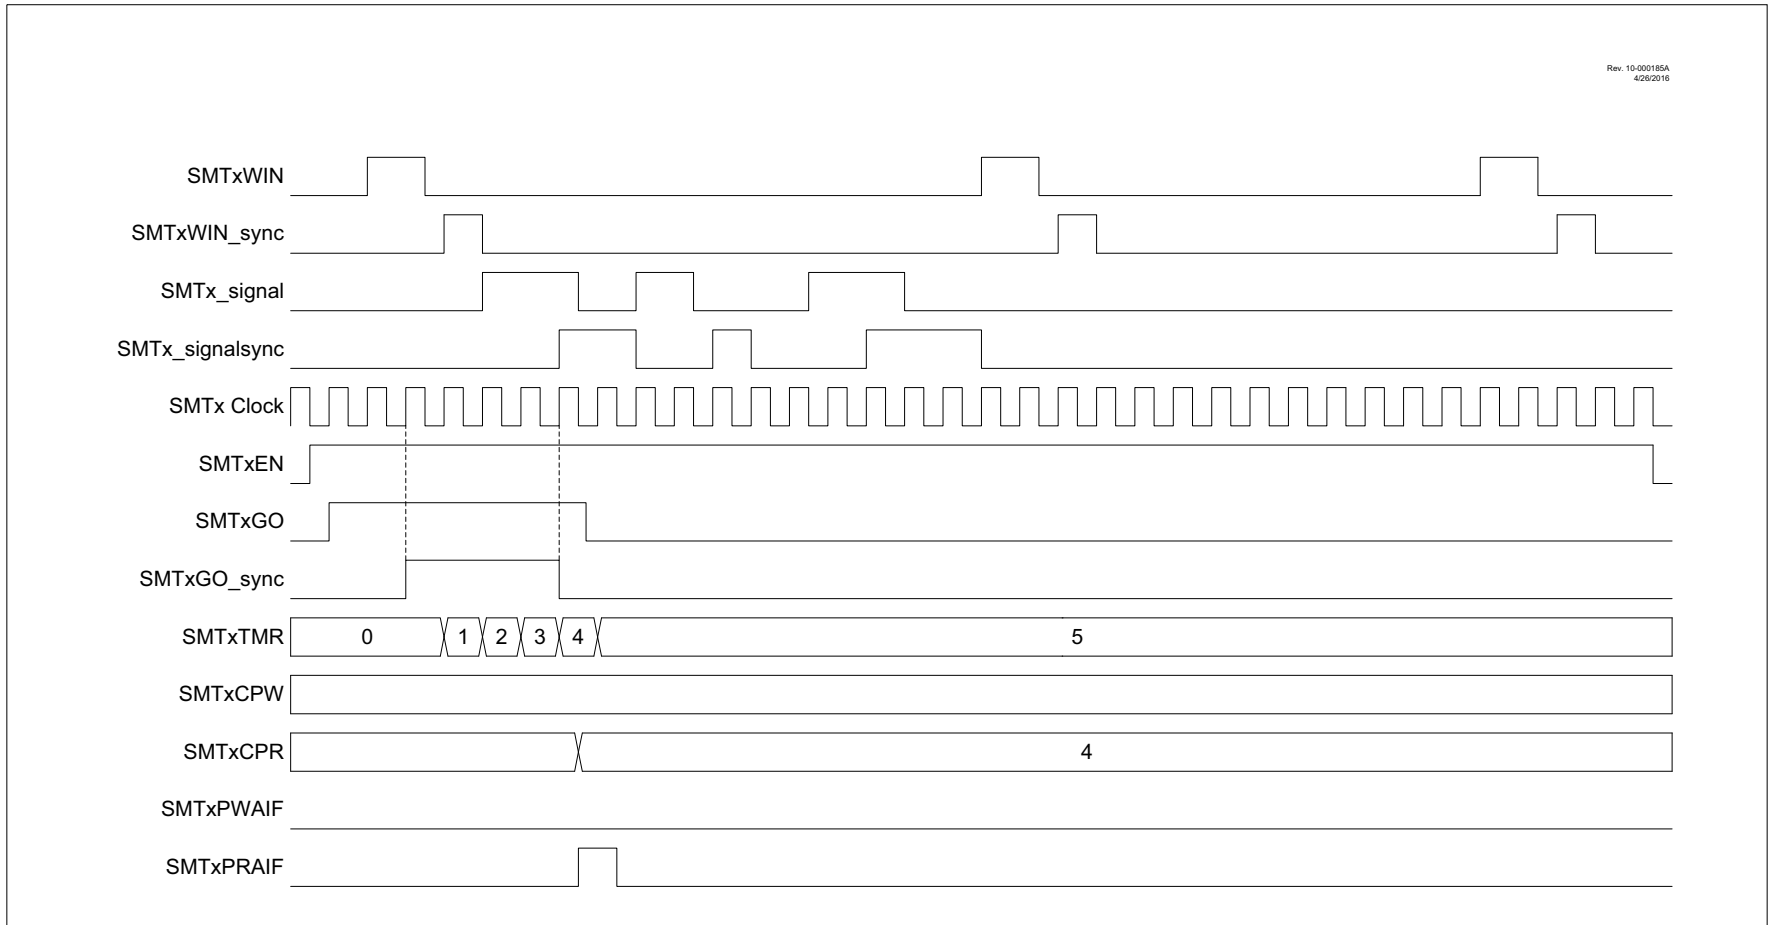 Rev. 10-000185A
4/26/2016
SMTxWIN
SMTxWIN_sync
SMTx_signal
SMTx_signalsync
SMTx Clock
SMTxEN
SMTxGO
SMTxGO_sync
SMTxTMR 0 1 2 3 4 5
SMTxCPW
SMTxCPR 4
SMTxPWAIF
SMTxPRAIF